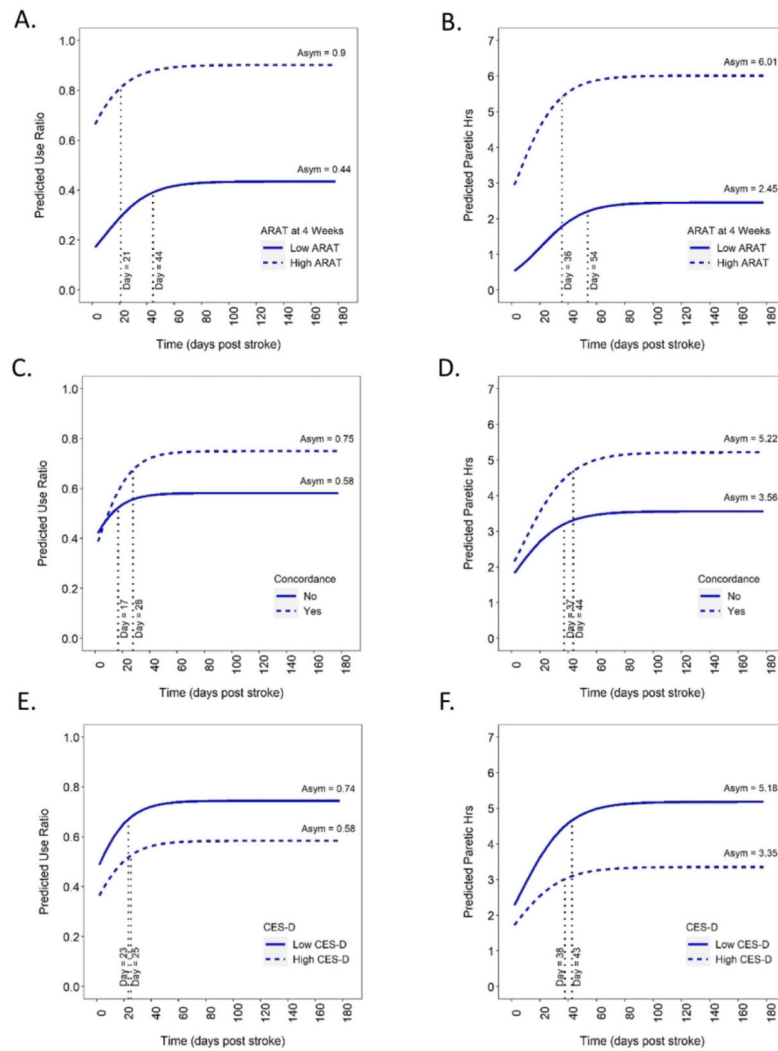 A.
1.0
0.8
0.6
0.4
0.2
0.0
Predicted Use Ratio
Asym = 0.9
Asym = 0.44
ARAT at 4 Weeks
Low ARAT
High ARAT
Day = 21
Day = 44
0 20 40 60 80 100 120 140 160 180
Time (days post stroke)
B.
7
6
5
4
3
2
1
0
Predicted Paretic Hrs
Asym = 6.01
Asym = 2.45
ARAT at 4 Weeks
Low ARAT
High ARAT
Day = 36
Day = 54
0 20 40 60 80 100 120 140 160 180
Time (days post stroke)
C.
1.0
0.8
0.6
0.4
0.2
0.0
Predicted Use Ratio
Asym = 0.75
Asym = 0.58
Concordance
No
Yes
Day = 17
Day = 28
0 20 40 60 80 100 120 140 160 180
Time (days post stroke)
D.
7
6
5
4
3
2
1
0
Predicted Paretic Hrs
Asym = 5.22
Asym = 3.56
Concordance
No
Yes
Day = 37
Day = 44
0 20 40 60 80 100 120 140 160 180
Time (days post stroke)
E.
1.0
0.8
0.6
0.4
0.2
0.0
Predicted Use Ratio
Asym = 0.74
Asym = 0.58
CES-D
Low CES-D
High CES-D
Day = 23
Day = 25
0 20 40 60 80 100 120 140 160 180
Time (days post stroke)
F.
7
6
5
4
3
2
1
0
Predicted Paretic Hrs
Asym = 5.18
Asym = 3.35
CES-D
Low CES-D
High CES-D
Day = 38
Day = 43
0 20 40 60 80 100 120 140 160 180
Time (days post stroke)